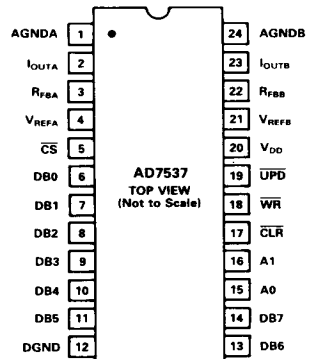 AGNDA 1 24 AGNDB
IOUTA 2 23 IOUTB
RFBA 3 22 RFBB
VREFA 4 21 VREFB
CS 5 20 VDD
DB0 6 AD7537 19 UPD
DB1 7 TOP VIEW 18 WR
DB2 8 (Not to Scale) 17 CLR
DB3 9 16 A1
DB4 10 15 A0
DB5 11 14 DB7
DGND 12 13 DB6